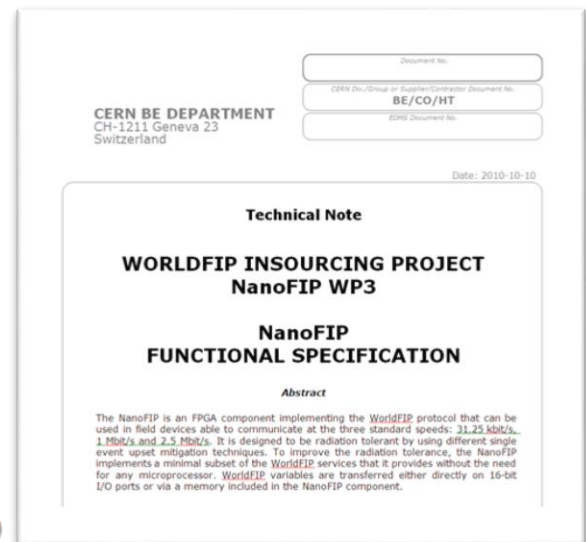 Document No.
CERN Div./Group or Supplier/Contractor Document No.
BE/CO/HT
EDMS Document No.
CERN BE DEPARTMENT
CH-1211 Geneva 23
Switzerland
Date: 2010-10-10
Technical Note
WORLDFIP INSOURCING PROJECT
NanoFIP WP3
NanoFIP
FUNCTIONAL SPECIFICATION
Abstract
The NanoFIP is an FPGA component implementing the WorldFIP protocol that can be
used in field devices able to communicate at the three standard speeds: 31.25 kbit/s,
1 Mbit/s and 2.5 Mbit/s. It is designed to be radiation tolerant by using different single
event upset mitigation techniques. To improve the radiation tolerance, the NanoFIP
implements a minimal subset of the WorldFIP services that it provides without the need
for any microprocessor. WorldFIP variables are transferred either directly on 16-bit
I/O ports or via a memory included in the NanoFIP component.